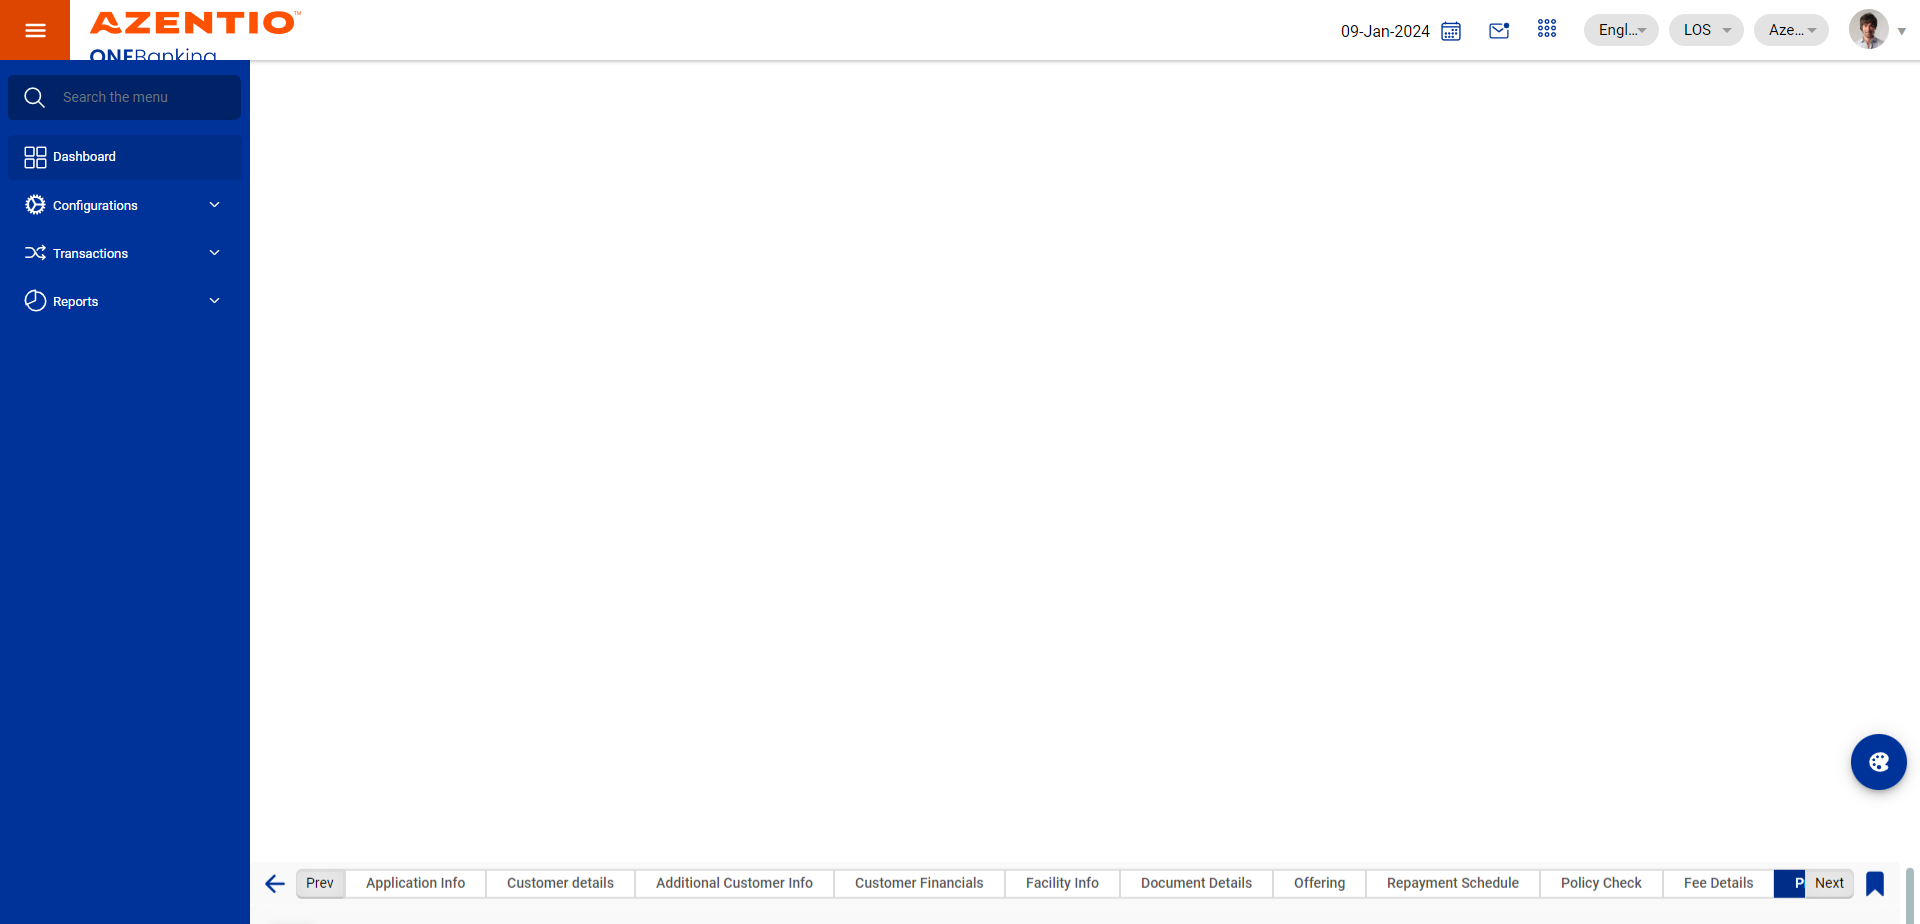 AZENTIO™
ONEBanking
09-Jan-2024
Engl...
LOS
Aze...
Search the menu
Dashboard
Configurations
Transactions
Reports
Prev
Application Info
Customer details
Additional Customer Info
Customer Financials
Facility Info
Document Details
Offering
Repayment Schedule
Policy Check
Fee Details
P
Next